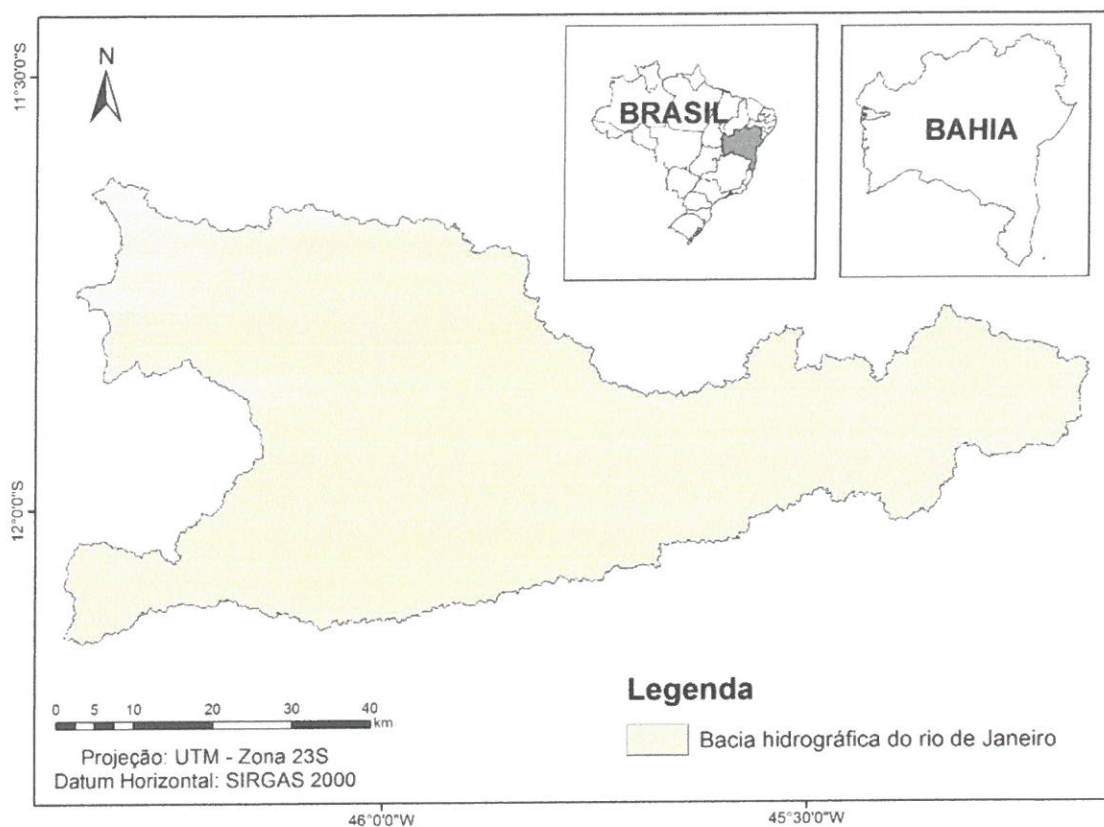 N
11°30'0"S
12°0'0"S
BRASIL
BAHIA
0 5 10 20 30 40
km
Projeção: UTM - Zona 23S
Datum Horizontal: SIRGAS 2000
Legenda
Bacia hidrográfica do rio de Janeiro
46°0'0"W
45°30'0"W